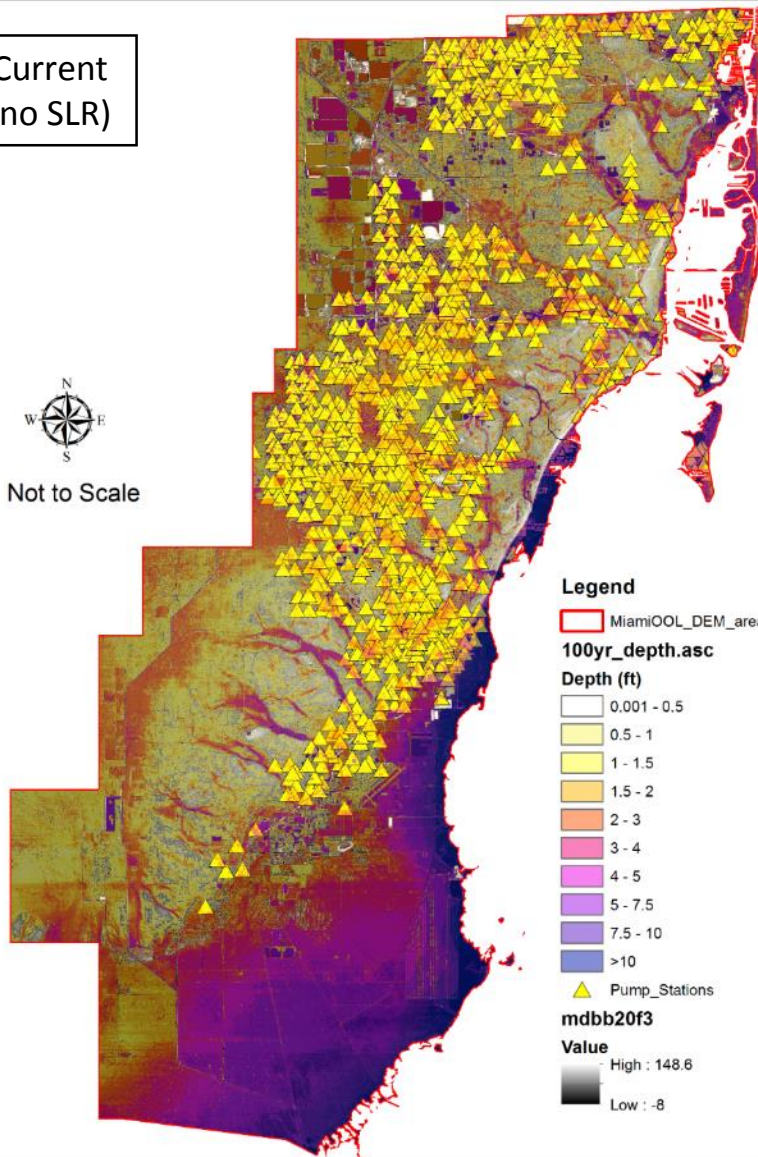 Current
no SLR)
N
W E
S
Not to Scale
Legend
MiamiOOL_DEM_area
100yr_depth.asc
Depth (ft)
0.001 - 0.5
0.5 - 1
1 - 1.5
1.5 - 2
2 - 3
3 - 4
4 - 5
5 - 7.5
7.5 - 10
>10
Pump_Stations
mdbb20f3
Value
High : 148.6
Low : -8